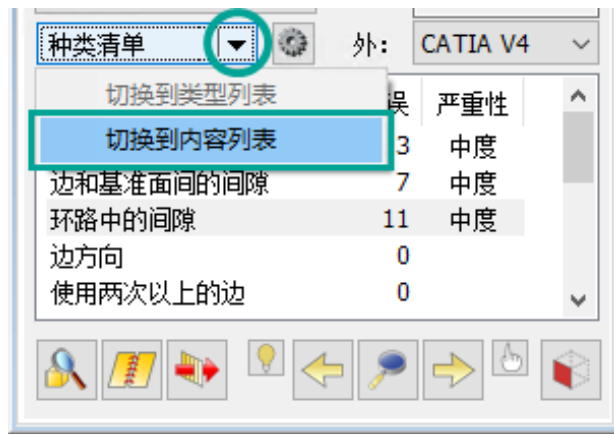 种类清单 外: CATIA V4
切换到类型列表
误 严重性
切换到内容列表
3 中度
边和基准面间的间隙 7 中度
环路中的间隙 11 中度
边方向 0
使用两次以上的边 0